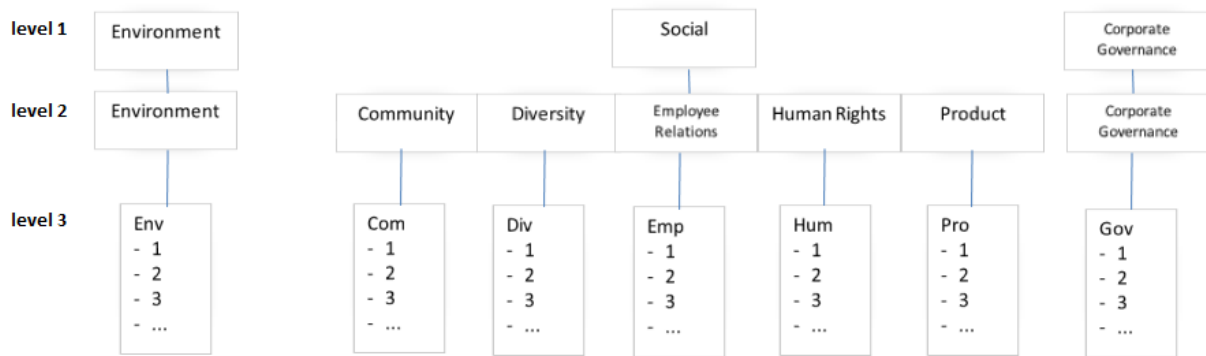 level 1
Environment
Social
Corporate
Governance
level 2
Environment
Community
Diversity
Employee
Relations
Human Rights
Product
Corporate
Governance
level 3
Env
- 1
- 2
- 3
- ...
Com
- 1
- 2
- 3
- ...
Div
- 1
- 2
- 3
- ...
Emp
- 1
- 2
- 3
- ...
Hum
- 1
- 2
- 3
- ...
Pro
- 1
- 2
- 3
- ...
Gov
- 1
- 2
- 3
- ...